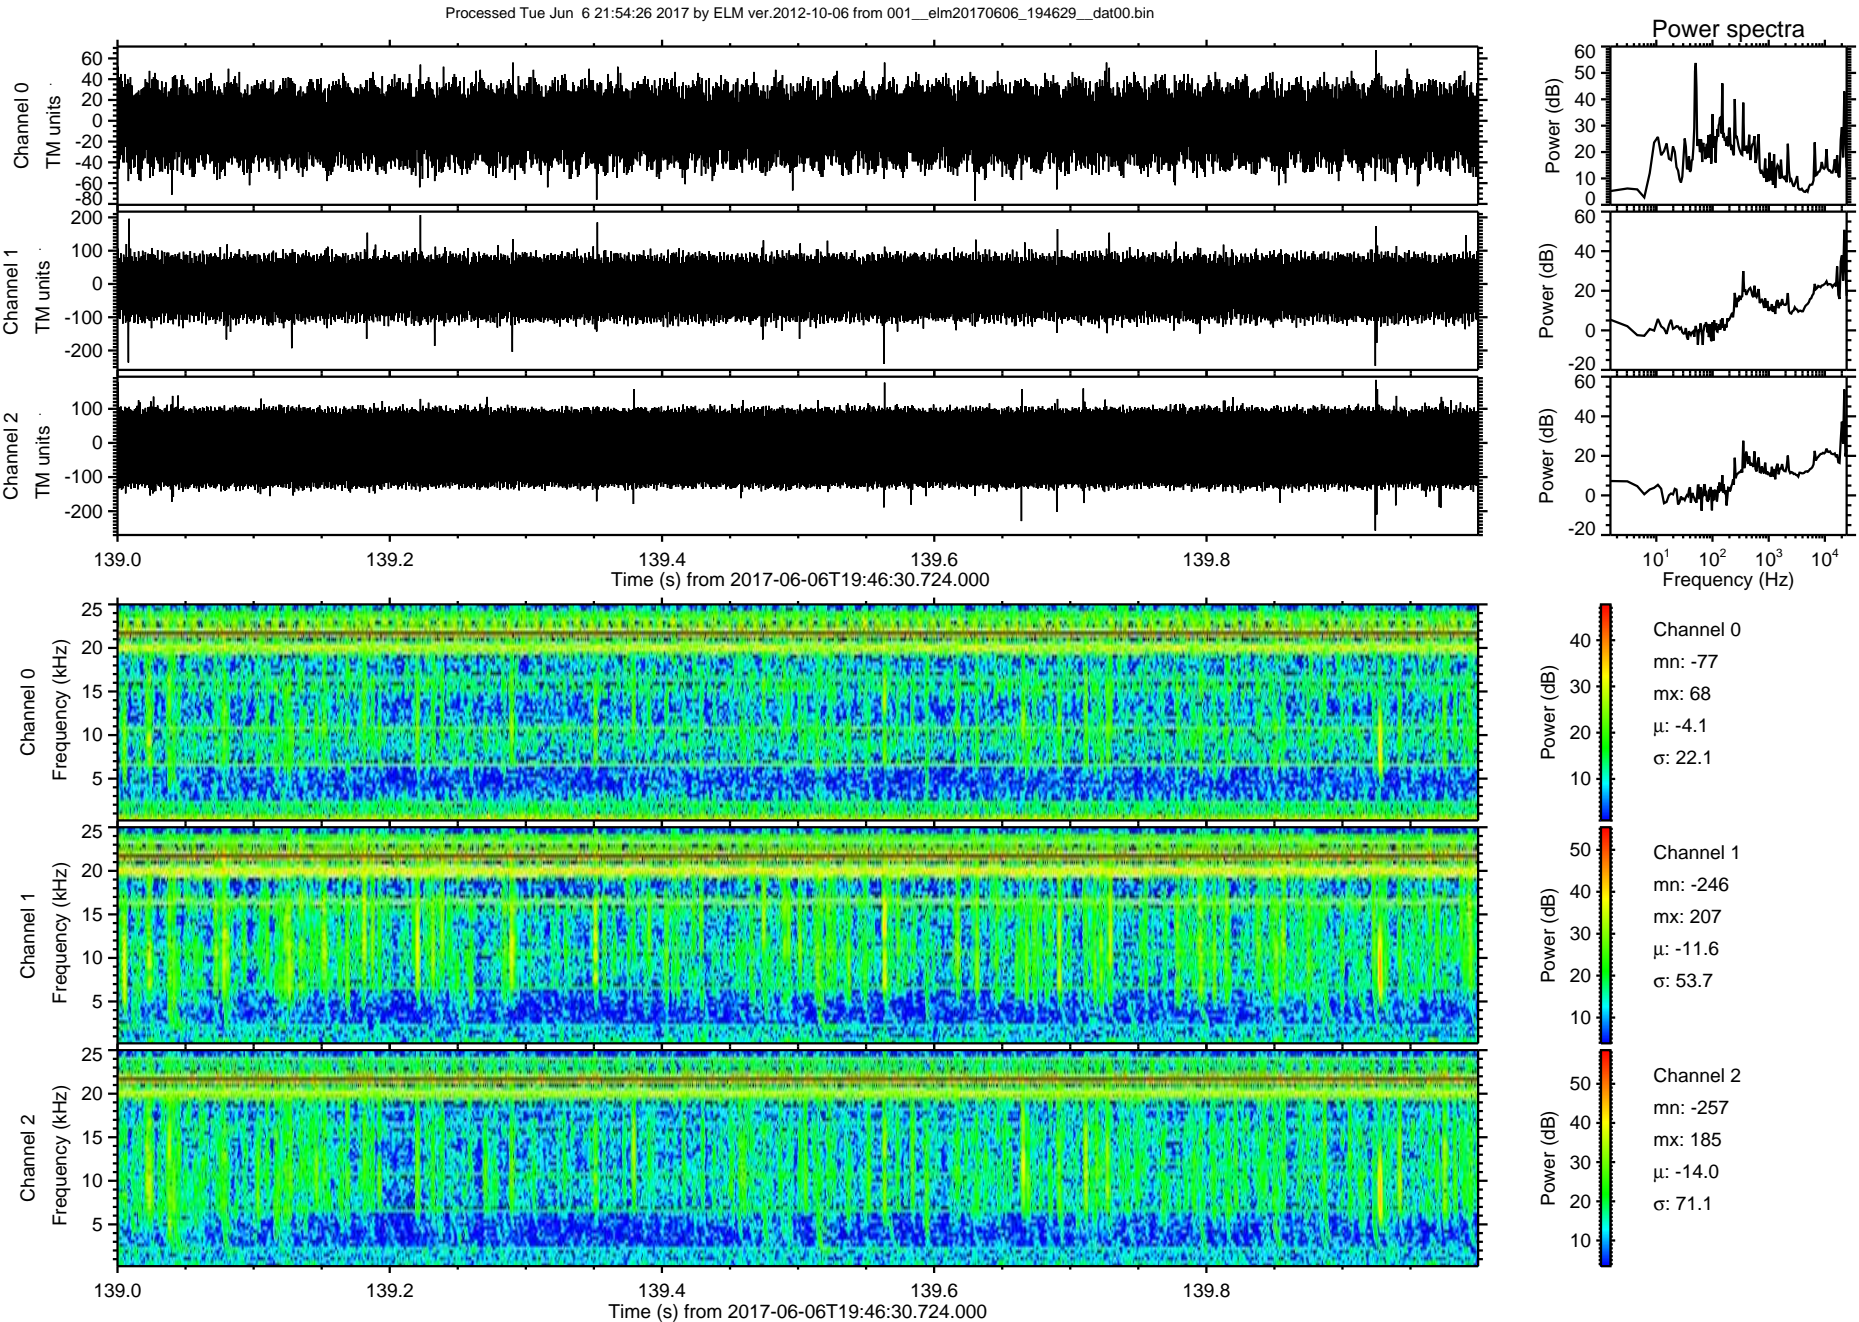 Processed Tue Jun  6 21:54:26 2017 by ELM ver.2012-10-06 from 001__elm20170606_194629__dat00.bin
Power spectra
Channel 0
TM units
60
40
20
0
-20
-40
-60
-80
Power (dB)
60
50
40
30
20
10
0
Channel 1
TM units
200
100
0
-100
-200
Power (dB)
60
40
20
0
-20
Channel 2
TM units
100
0
-100
-200
Power (dB)
60
40
20
0
-20
139.0 139.2 139.4 139.6 139.8
Time (s) from 2017-06-06T19:46:30.724.000
10^1 10^2 10^3 10^4
Frequency (Hz)
Channel 0
Frequency (kHz)
25
20
15
10
5
Power (dB)
40
30
20
10
Channel 0
mn: -77
mx: 68
μ: -4.1
σ: 22.1
Channel 1
Frequency (kHz)
25
20
15
10
5
Power (dB)
50
40
30
20
10
Channel 1
mn: -246
mx: 207
μ: -11.6
σ: 53.7
Channel 2
Frequency (kHz)
25
20
15
10
5
Power (dB)
50
40
30
20
10
Channel 2
mn: -257
mx: 185
μ: -14.0
σ: 71.1
139.0 139.2 139.4 139.6 139.8
Time (s) from 2017-06-06T19:46:30.724.000